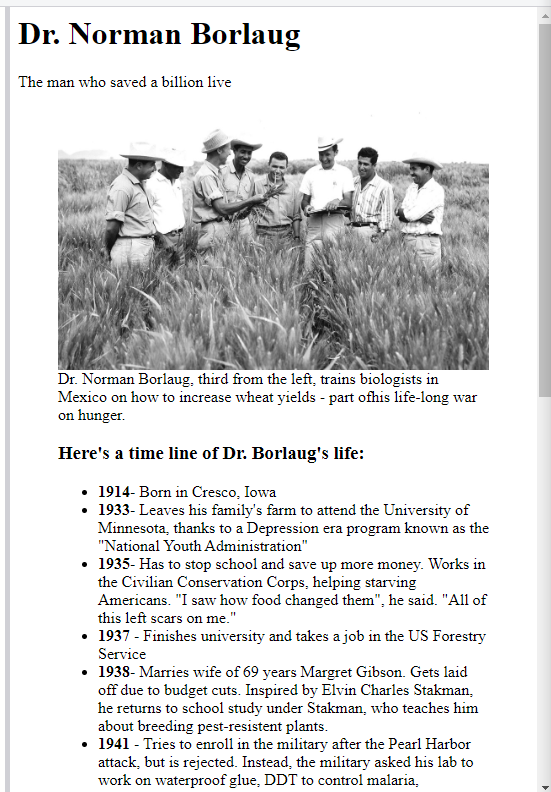 Dr. Norman Borlaug
The man who saved a billion live
Dr. Norman Borlaug, third from the left, trains biologists in
Mexico on how to increase wheat yields - part ofhis life-long war
on hunger.
Here's a time line of Dr. Borlaug's life:
1914- Born in Cresco, Iowa
1933- Leaves his family's farm to attend the University of
Minnesota, thanks to a Depression era program known as the
"National Youth Administration"
1935- Has to stop school and save up more money. Works in
the Civilian Conservation Corps, helping starving
Americans. "I saw how food changed them", he said. "All of
this left scars on me."
1937 - Finishes university and takes a job in the US Forestry
Service
1938- Marries wife of 69 years Margret Gibson. Gets laid
off due to budget cuts. Inspired by Elvin Charles Stakman,
he returns to school study under Stakman, who teaches him
about breeding pest-resistent plants.
1941 - Tries to enroll in the military after the Pearl Harbor
attack, but is rejected. Instead, the military asked his lab to
work on waterproof glue, DDT to control malaria,